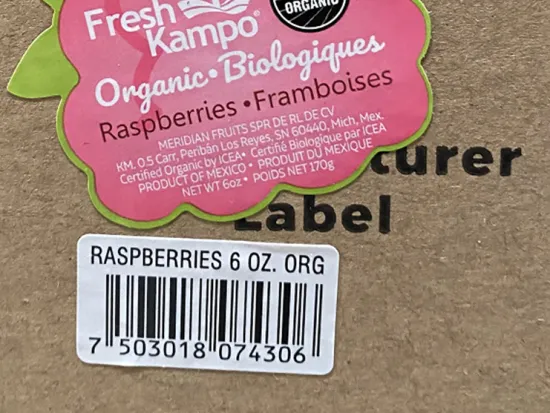 Fresh
Kampo®
ORGANIC
Organic • Biologiques
Raspberries • Framboises
MERIDIAN FRUITS SPR DE RL DE CV
KM. 0.5 Carr, Peribán Los Reyes, SN 60440, Mich, Mex.
Certified Organic by ICEA • Certifié Biologique par ICEA
PRODUCT OF MEXICO • PRODUIT DU MEXIQUE
NET WT 6oz • POIDS NET 170g
turer
Label
RASPBERRIES 6 OZ. ORG
7 503018 074306